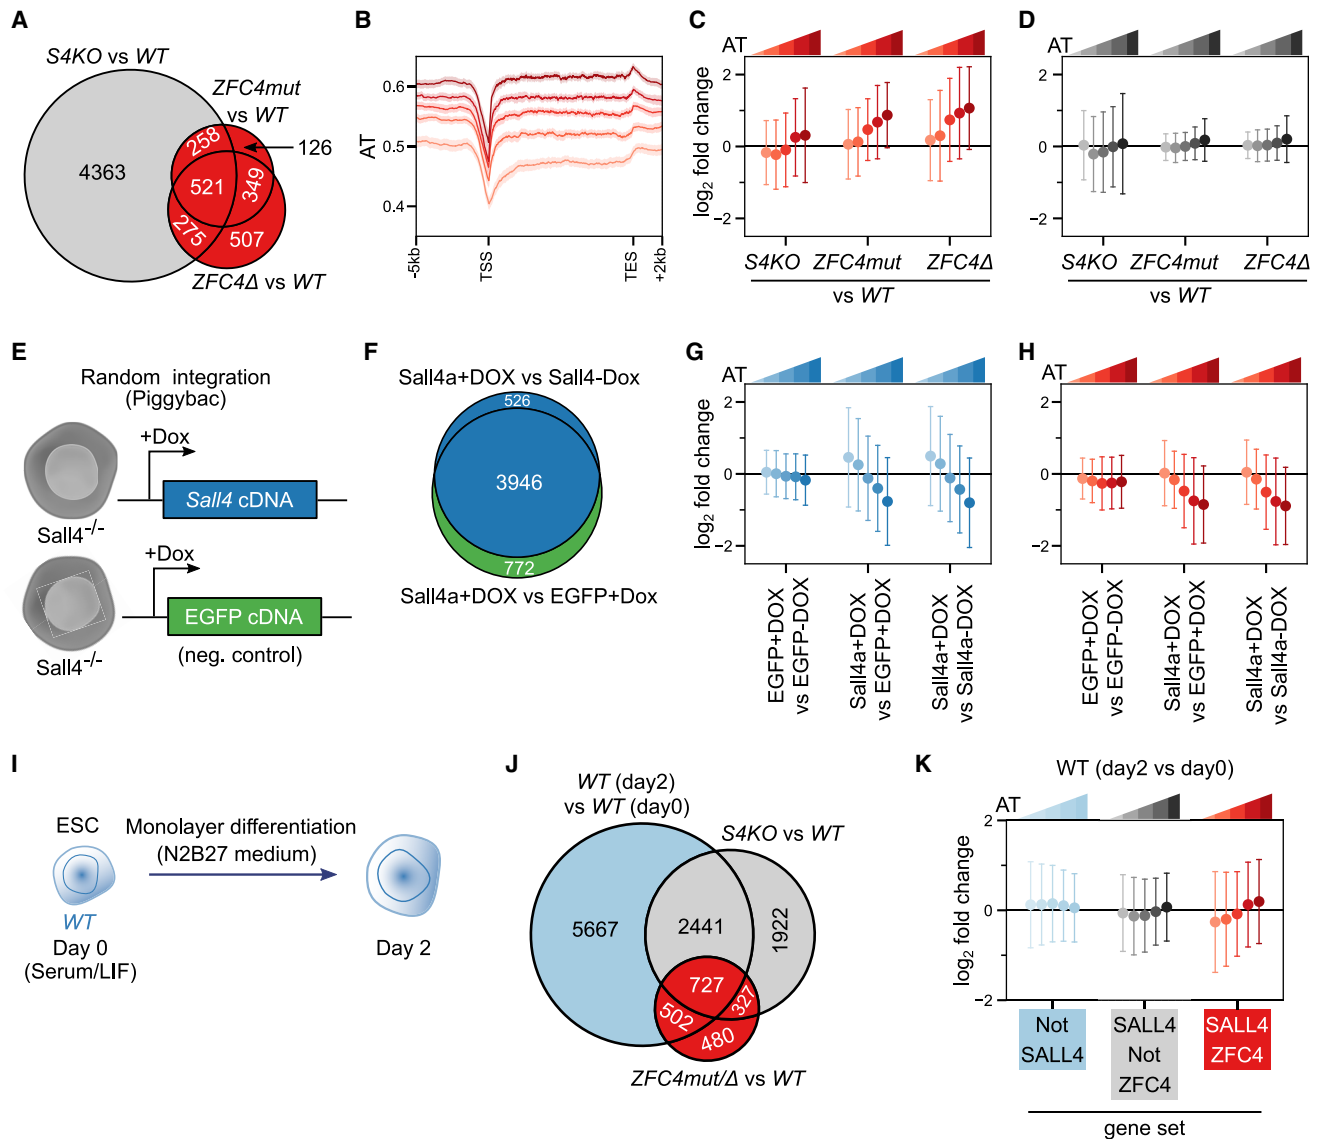 A
S4KO vs WT
ZFC4mut
vs WT
258
126
4363
521
349
275
507
ZFC4Δ vs WT
B
AT
0.6
0.5
0.4
-5kb
TSS
TES
+2kb
C
AT
log2 fold change
2
0
−2
S4KO ZFC4mut ZFC4Δ
vs WT
D
AT
2
0
−2
S4KO ZFC4mut ZFC4Δ
vs WT
E
Random integration
(Piggybac)
+Dox
Sall4 cDNA
Sall4-/-
+Dox
EGFP cDNA
Sall4-/-
(neg. control)
F
Sall4a+DOX vs Sall4-Dox
526
3946
772
Sall4a+DOX vs EGFP+Dox
G
AT
log2 fold change
2
0
−2
EGFP+DOX
vs EGFP-DOX
Sall4a+DOX
vs EGFP+DOX
Sall4a+DOX
vs Sall4a-DOX
H
AT
2
0
−2
EGFP+DOX
vs EGFP-DOX
Sall4a+DOX
vs EGFP+DOX
Sall4a+DOX
vs Sall4a-DOX
I
ESC
Monolayer differentiation
(N2B27 medium)
WT
Day 0
(Serum/LIF)
Day 2
J
WT (day2)
vs WT (day0)
S4KO vs WT
5667
2441
1922
727
502
327
480
ZFC4mut/Δ vs WT
K
WT (day2 vs day0)
AT
log2 fold change
2
0
−2
Not
SALL4
SALL4
Not
ZFC4
SALL4
ZFC4
gene set